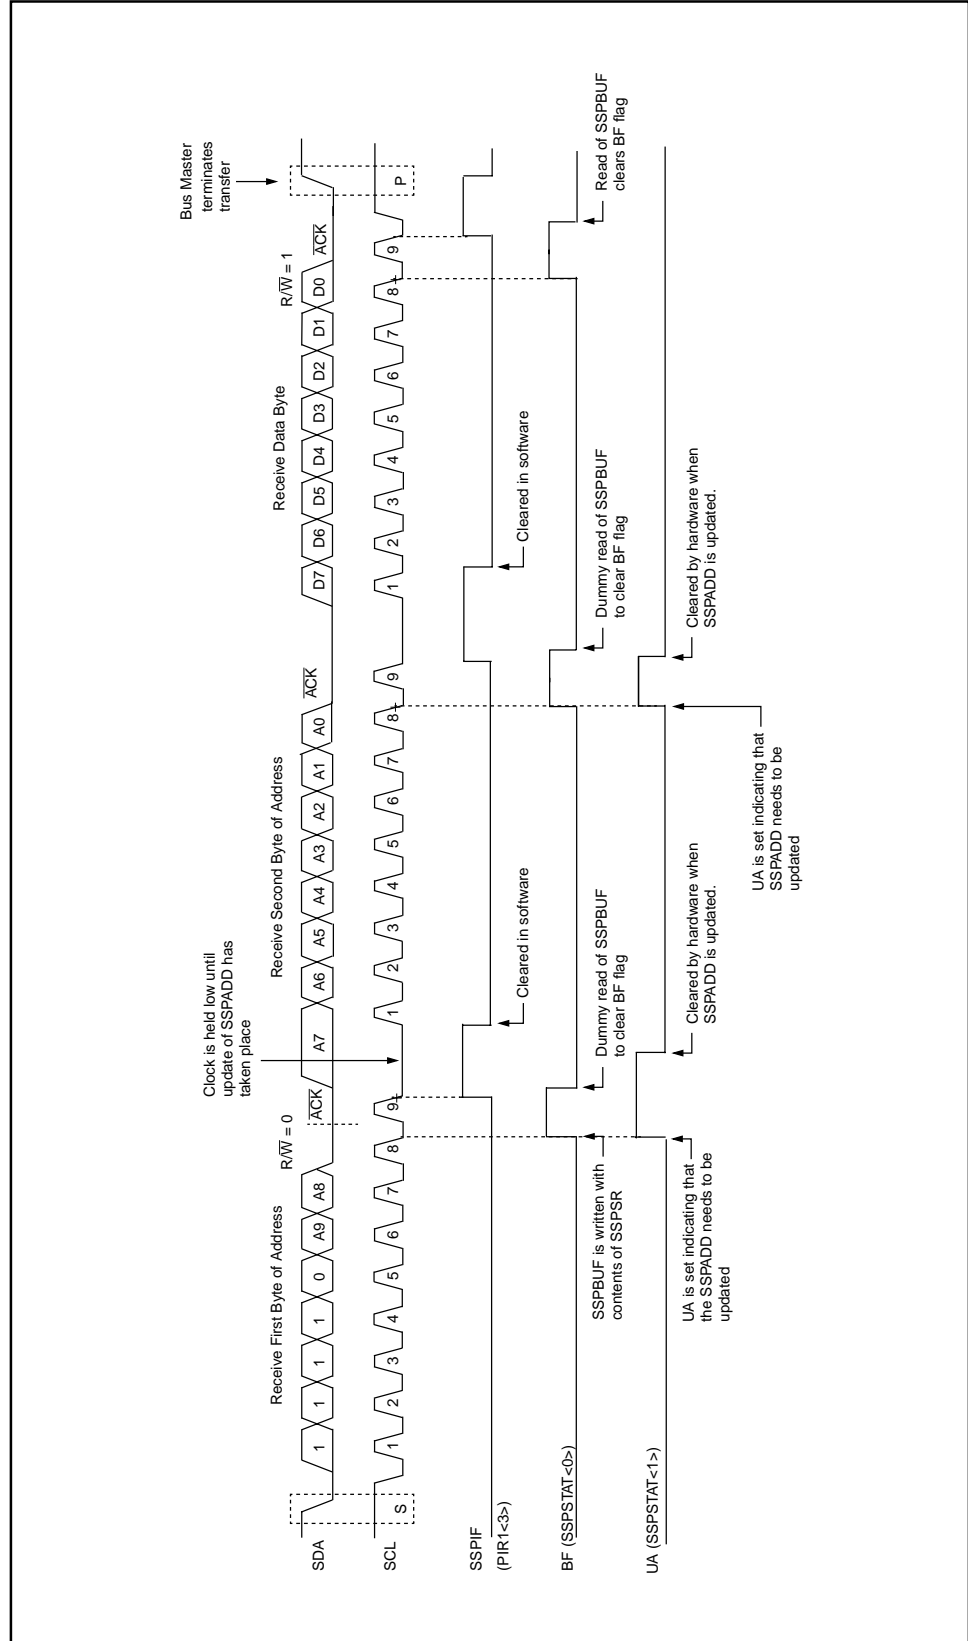 Bus Master
terminates
transfer
Clock is held low until
update of SSPADD has
taken place
Receive First Byte of Address
R/W̅ = 0
Receive Second Byte of Address
Receive Data Byte
R/W̅ = 1
SDA
1 1 1 1 0 A9 A8 A̅C̅K̅ A7 A6 A5 A4 A3 A2 A1 A0 A̅C̅K̅ D7 D6 D5 D4 D3 D2 D1 D0 A̅C̅K̅
SCL
S 1 2 3 4 5 6 7 8 9 1 2 3 4 5 6 7 8 9 1 2 3 4 5 6 7 8 9 P
SSPIF
(PIR1<3>)
Cleared in software
Cleared in software
BF (SSPSTAT<0>)
SSPBUF is written with
contents of SSPSR
Dummy read of SSPBUF
to clear BF flag
Dummy read of SSPBUF
to clear BF flag
Read of SSPBUF
clears BF flag
UA (SSPSTAT<1>)
UA is set indicating that
the SSPADD needs to be
updated
Cleared by hardware when
SSPADD is updated.
UA is set indicating that
SSPADD needs to be
updated
Cleared by hardware when
SSPADD is updated.